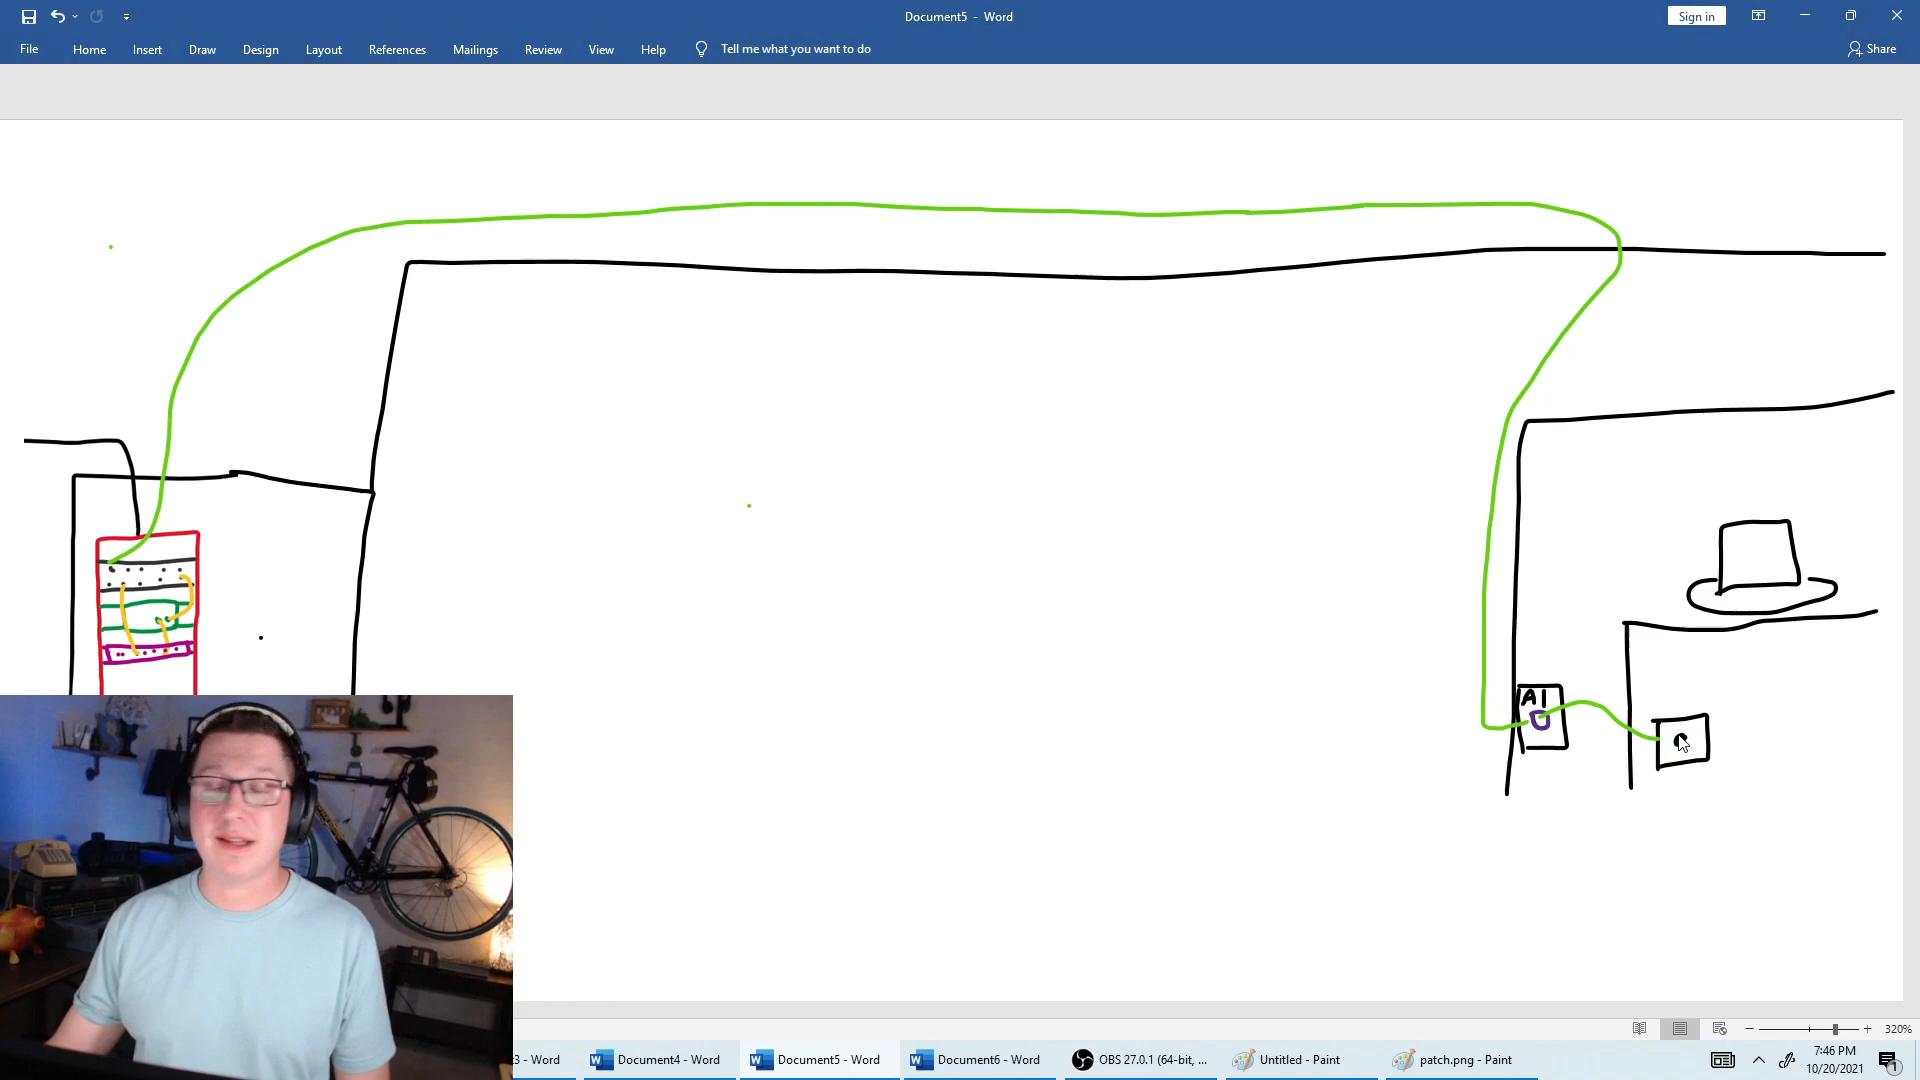 Document5 - Word
Sign in
File Home Insert Draw Design Layout References Mailings Review View Help Tell me what you want to do
Share
A1
320%
3 - Word Document4 - Word Document5 - Word Document6 - Word OBS 27.0.1 (64-bit, ... Untitled - Paint patch.png - Paint
7:46 PM
10/20/2021
1